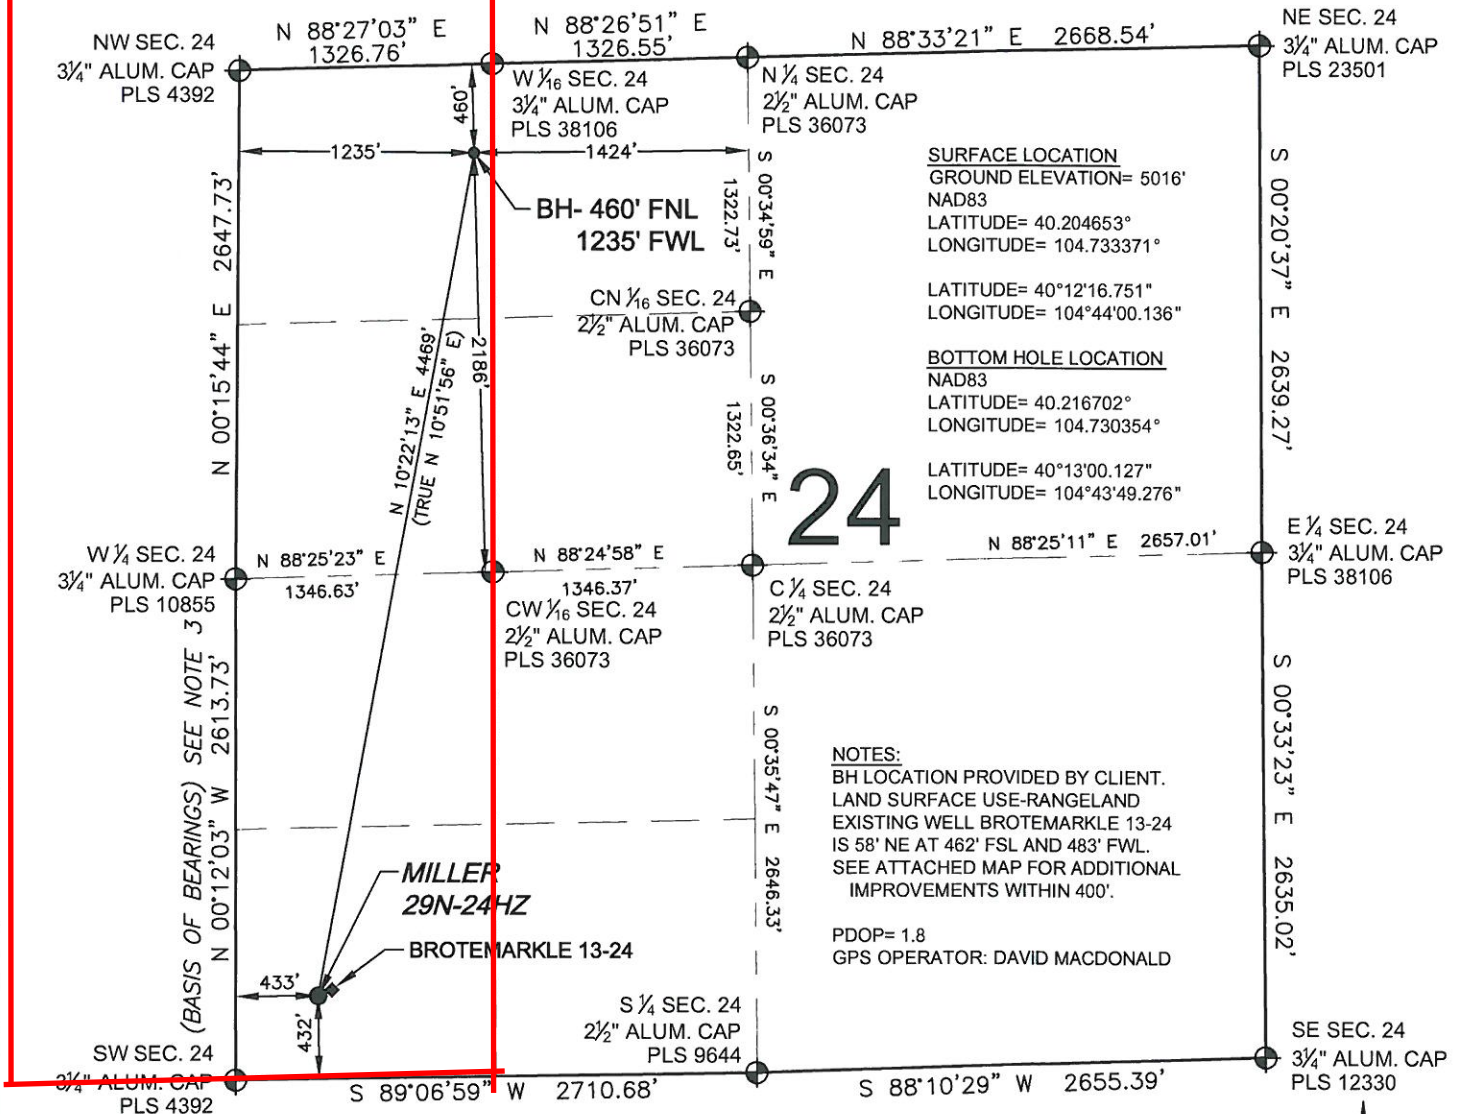 N 88°27'03" E
1326.76'
N 88°26'51" E
1326.55'
N 88°33'21" E 2668.54'
NW SEC. 24
3¼" ALUM. CAP
PLS 4392
W 1⁄16 SEC. 24
3¼" ALUM. CAP
PLS 38106
N ¼ SEC. 24
2½" ALUM. CAP
PLS 36073
NE SEC. 24
3¼" ALUM. CAP
PLS 23501
460'
1235'
1424'
BH- 460' FNL
1235' FWL
N 00°15'44" E 2647.73'
S 00°34'59" E
1322.73'
SURFACE LOCATION
GROUND ELEVATION= 5016'
NAD83
LATITUDE= 40.204653°
LONGITUDE= 104.733371°
LATITUDE= 40°12'16.751"
LONGITUDE= 104°44'00.136"
BOTTOM HOLE LOCATION
NAD83
LATITUDE= 40.216702°
LONGITUDE= 104.730354°
LATITUDE= 40°13'00.127"
LONGITUDE= 104°43'49.276"
S 00°20'37" E 2639.27'
CN 1⁄16 SEC. 24
2½" ALUM. CAP
PLS 36073
N 10°22'13" E 4469'
(TRUE N 10°51'56" E)
2186'
S 00°36'34" E
1322.65'
24
W ¼ SEC. 24
3¼" ALUM. CAP
PLS 10855
N 88°25'23" E
1346.63'
N 88°24'58" E
1346.37'
CW 1⁄16 SEC. 24
2½" ALUM. CAP
PLS 36073
C ¼ SEC. 24
2½" ALUM. CAP
PLS 36073
N 88°25'11" E 2657.01'
E ¼ SEC. 24
3¼" ALUM. CAP
PLS 38106
(BASIS OF BEARINGS) SEE NOTE 3
N 00°12'03" W 2613.73'
S 00°35'47" E 2646.33'
S 00°33'23" E 2635.02'
NOTES:
BH LOCATION PROVIDED BY CLIENT.
LAND SURFACE USE-RANGELAND
EXISTING WELL BROTEMARKLE 13-24
IS 58' NE AT 462' FSL AND 483' FWL.
SEE ATTACHED MAP FOR ADDITIONAL
IMPROVEMENTS WITHIN 400'.
PDOP= 1.8
GPS OPERATOR: DAVID MACDONALD
MILLER
29N-24HZ
BROTEMARKLE 13-24
433'
432'
SW SEC. 24
3¼" ALUM. CAP
PLS 4392
S 89°06'59" W 2710.68'
S ¼ SEC. 24
2½" ALUM. CAP
PLS 9644
S 88°10'29" W 2655.39'
SE SEC. 24
3¼" ALUM. CAP
PLS 12330